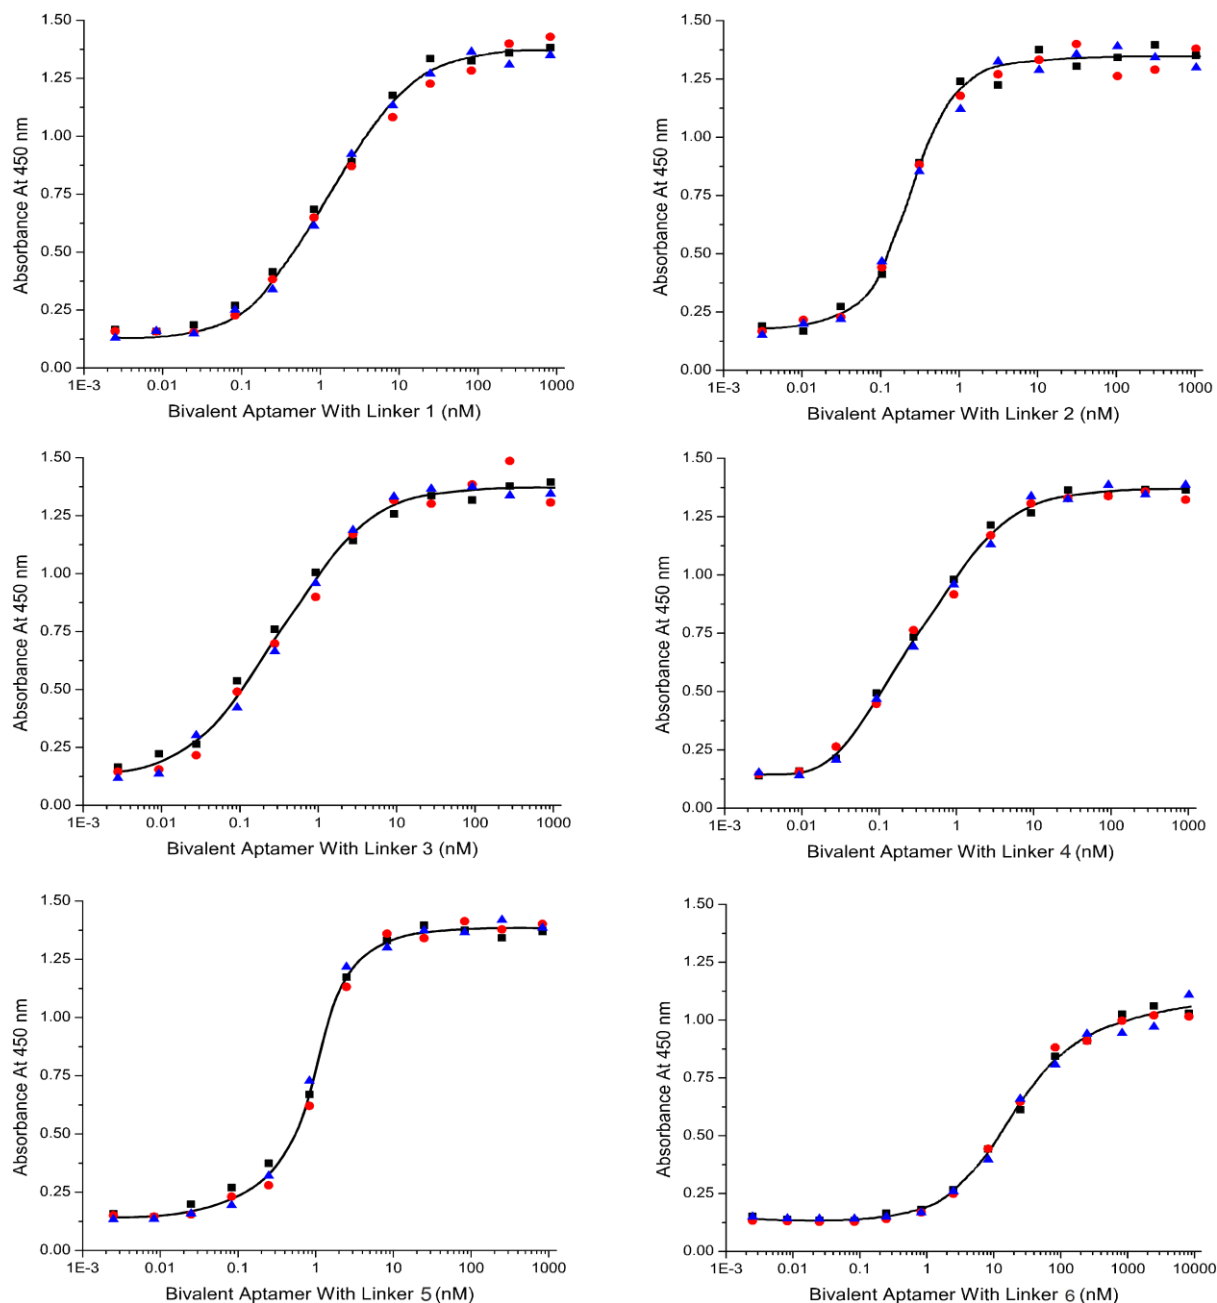 1.50 1.25 1.00 0.75 0.50 0.25 0.00
Absorbance At 450 nm
1E-3 0.01 0.1 1 10 100 1000
Bivalent Aptamer With Linker 1 (nM)
1.50 1.25 1.00 0.75 0.50 0.25 0.00
Absorbance At 450 nm
1E-3 0.01 0.1 1 10 100 1000
Bivalent Aptamer With Linker 2 (nM)
1.50 1.25 1.00 0.75 0.50 0.25 0.00
Absorbance At 450 nm
1E-3 0.01 0.1 1 10 100 1000
Bivalent Aptamer With Linker 3 (nM)
1.50 1.25 1.00 0.75 0.50 0.25 0.00
Absorbance At 450 nm
1E-3 0.01 0.1 1 10 100 1000
Bivalent Aptamer With Linker 4 (nM)
1.50 1.25 1.00 0.75 0.50 0.25 0.00
Absorbance At 450 nm
1E-3 0.01 0.1 1 10 100 1000
Bivalent Aptamer With Linker 5 (nM)
1.50 1.25 1.00 0.75 0.50 0.25 0.00
Absorbance At 450 nm
1E-3 0.01 0.1 1 10 100 1000 10000
Bivalent Aptamer With Linker 6 (nM)